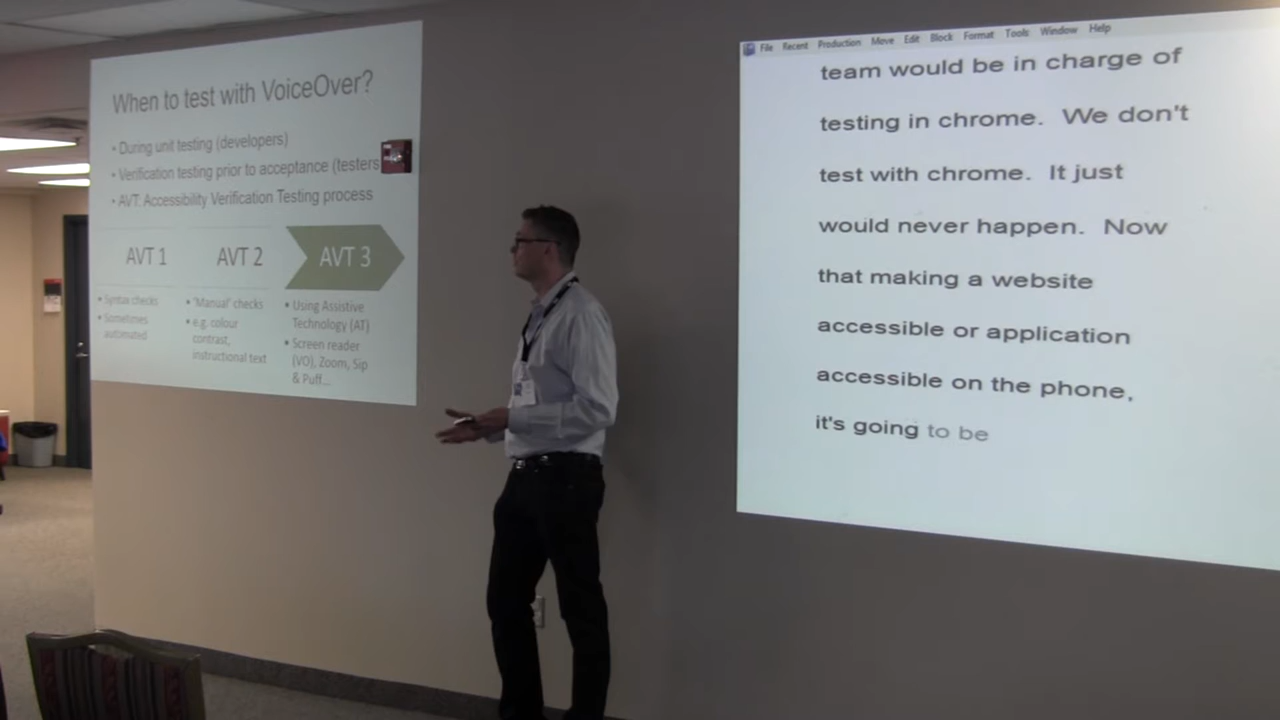 When to test with VoiceOver?
• During unit testing (developers)
• Verification testing prior to acceptance (testers
• AVT: Accessibility Verification Testing process
AVT 1
• Syntax checks
• Sometimes
automated
AVT 2
• 'Manual' checks
• e.g. colour
contrast,
instructional text
AVT 3
• Using Assistive
Technology (AT)
• Screen reader
(VO), Zoom, Sip
& Puff...
File Recent Production Move Edit Block Format Tools Window Help
team would be in charge of
testing in chrome. We don't
test with chrome. It just
would never happen. Now
that making a website
accessible or application
accessible on the phone,
it's going to be